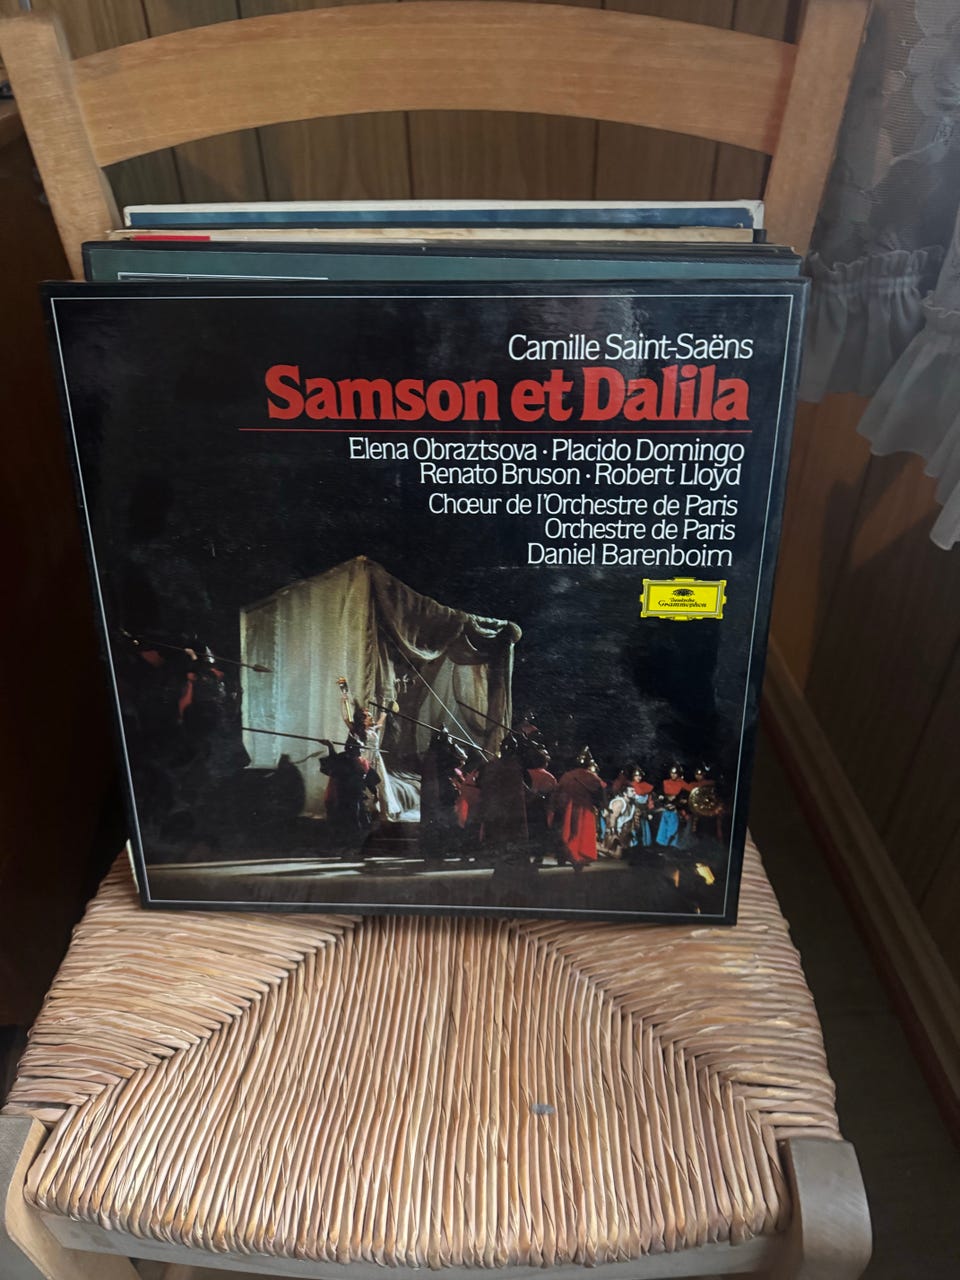 Camille Saint-Saëns
Samson et Dalila
Elena Obraztsova · Placido Domingo
Renato Bruson · Robert Lloyd
Chœur de l'Orchestre de Paris
Orchestre de Paris
Daniel Barenboim
Deutsche
Grammophon